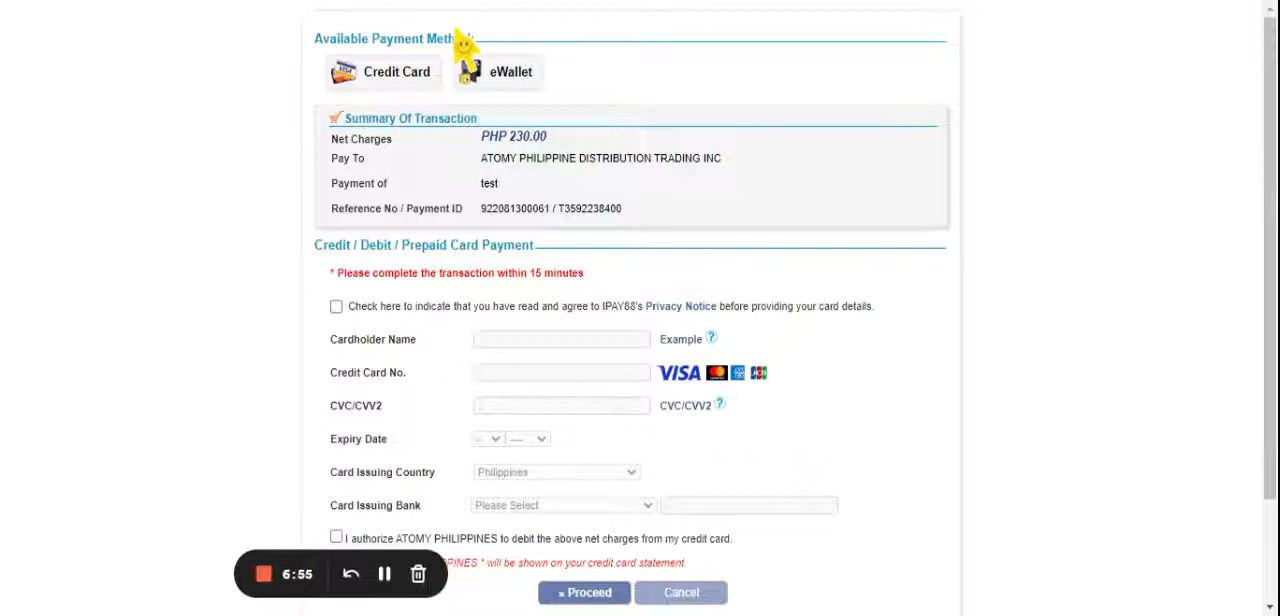 Available Payment Meth
Credit Card eWallet
Summary Of Transaction
Net Charges PHP 230.00
Pay To ATOMY PHILIPPINE DISTRIBUTION TRADING INC
Payment of test
Reference No / Payment ID 922081300061 / T3592238400
Credit / Debit / Prepaid Card Payment
* Please complete the transaction within 15 minutes
Check here to indicate that you have read and agree to IPAY88's Privacy Notice before providing your card details.
Cardholder Name Example ?
Credit Card No. VISA
CVC/CVV2 CVC/CVV2 ?
Expiry Date -- ----
Card Issuing Country Philippines
Card Issuing Bank Please Select
I authorize ATOMY PHILIPPINES to debit the above net charges from my credit card.
PINES " will be shown on your credit card statement.
6:55
» Proceed Cancel